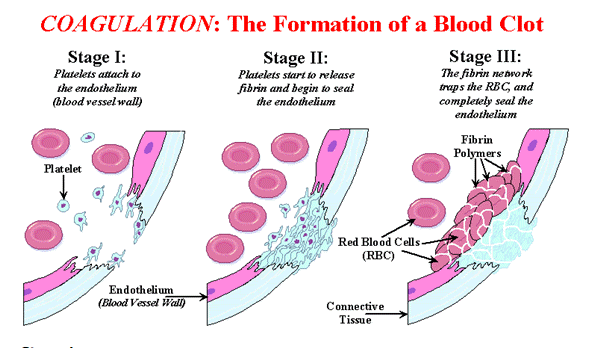 COAGULATION: The Formation of a Blood Clot
Stage I:
Platelets attach to
the endothelium
(blood vessel wall)
Stage II:
Platelets start to release
fibrin and begin to seal
the endothelium
Stage III:
The fibrin network
traps the RBC, and
completely seal the
endothelium
Platelet
Fibrin
Polymers
Red Blood Cells
(RBC)
Endothelium
(Blood Vessel Wall)
Connective
Tissue